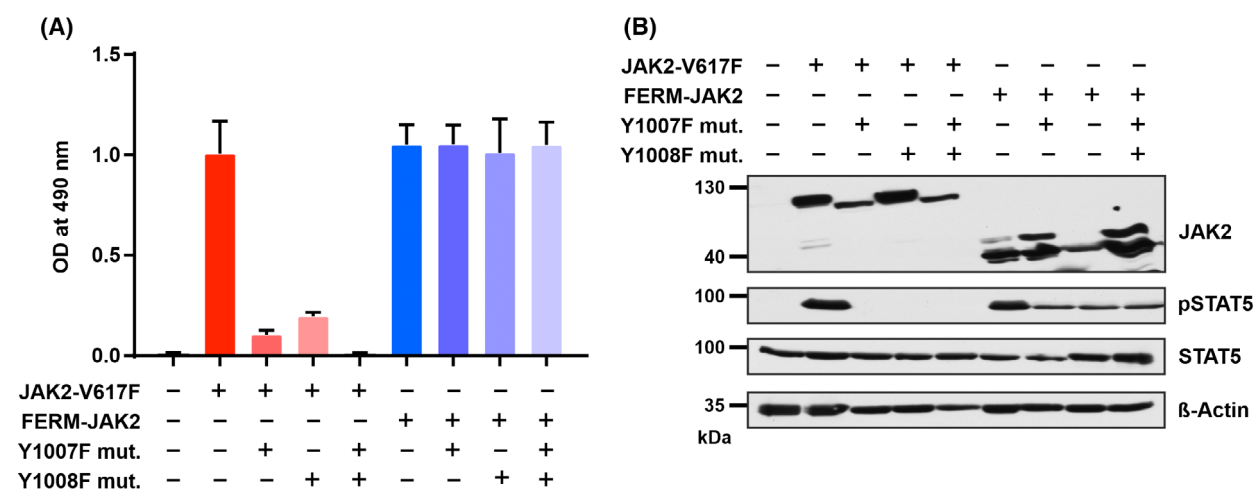 (A)
OD at 490 nm
1.5
1.0
0.5
0.0
JAK2-V617F – + + + + – – – –
FERM-JAK2 – – – – – + + + +
Y1007F mut. – – + – + – + – +
Y1008F mut. – – – + + – – + +
(B)
JAK2-V617F – + + + + – – – –
FERM-JAK2 – – – – – + + + +
Y1007F mut. – – + – + – + – +
Y1008F mut. – – – + + – – – +
130
40
JAK2
100
pSTAT5
100
STAT5
35
ß-Actin
kDa